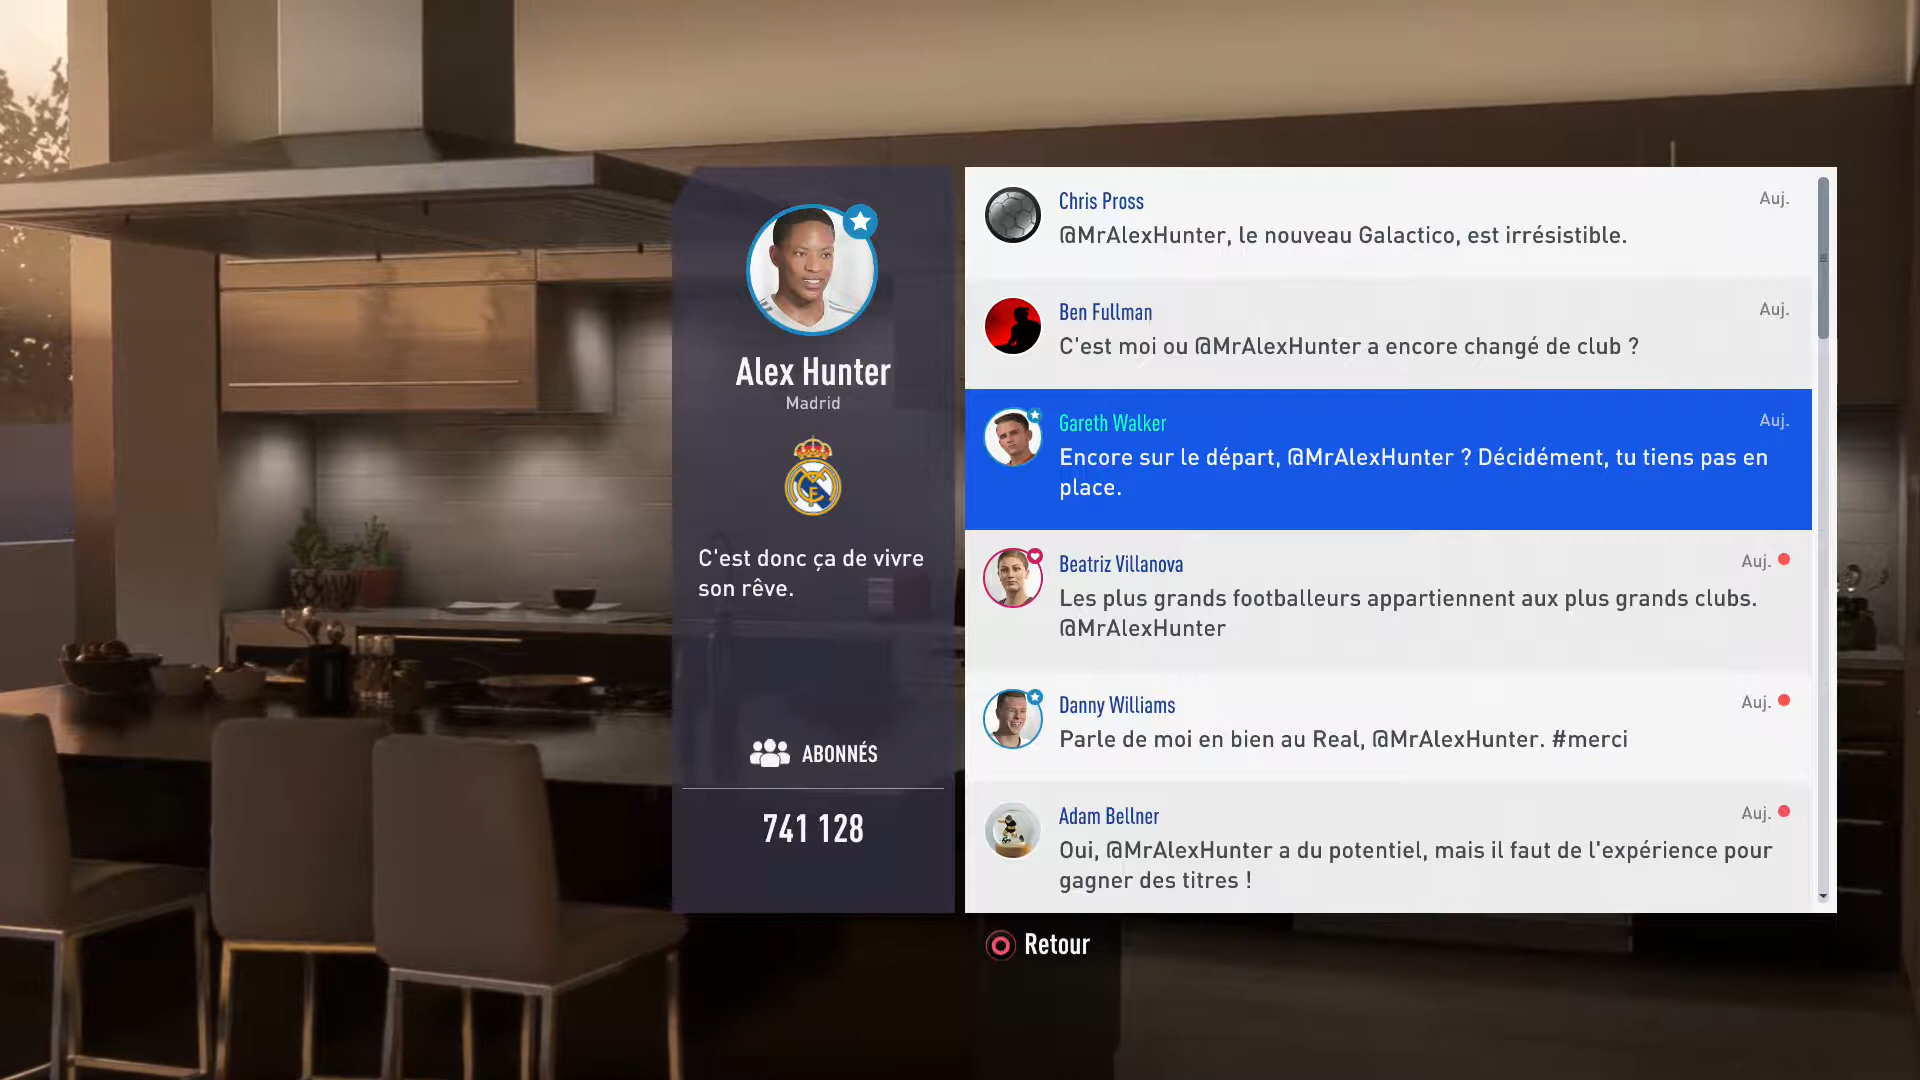 Alex Hunter
Madrid
C'est donc ça de vivre
son rêve.
ABONNÉS
741 128
Chris Pross
Auj.
@MrAlexHunter, le nouveau Galactico, est irrésistible.
Ben Fullman
Auj.
C'est moi ou @MrAlexHunter a encore changé de club ?
Gareth Walker
Auj.
Encore sur le départ, @MrAlexHunter ? Décidément, tu tiens pas en
place.
Beatriz Villanova
Auj.
Les plus grands footballeurs appartiennent aux plus grands clubs.
@MrAlexHunter
Danny Williams
Auj.
Parle de moi en bien au Real, @MrAlexHunter. #merci
Adam Bellner
Auj.
Oui, @MrAlexHunter a du potentiel, mais il faut de l'expérience pour
gagner des titres !
Retour